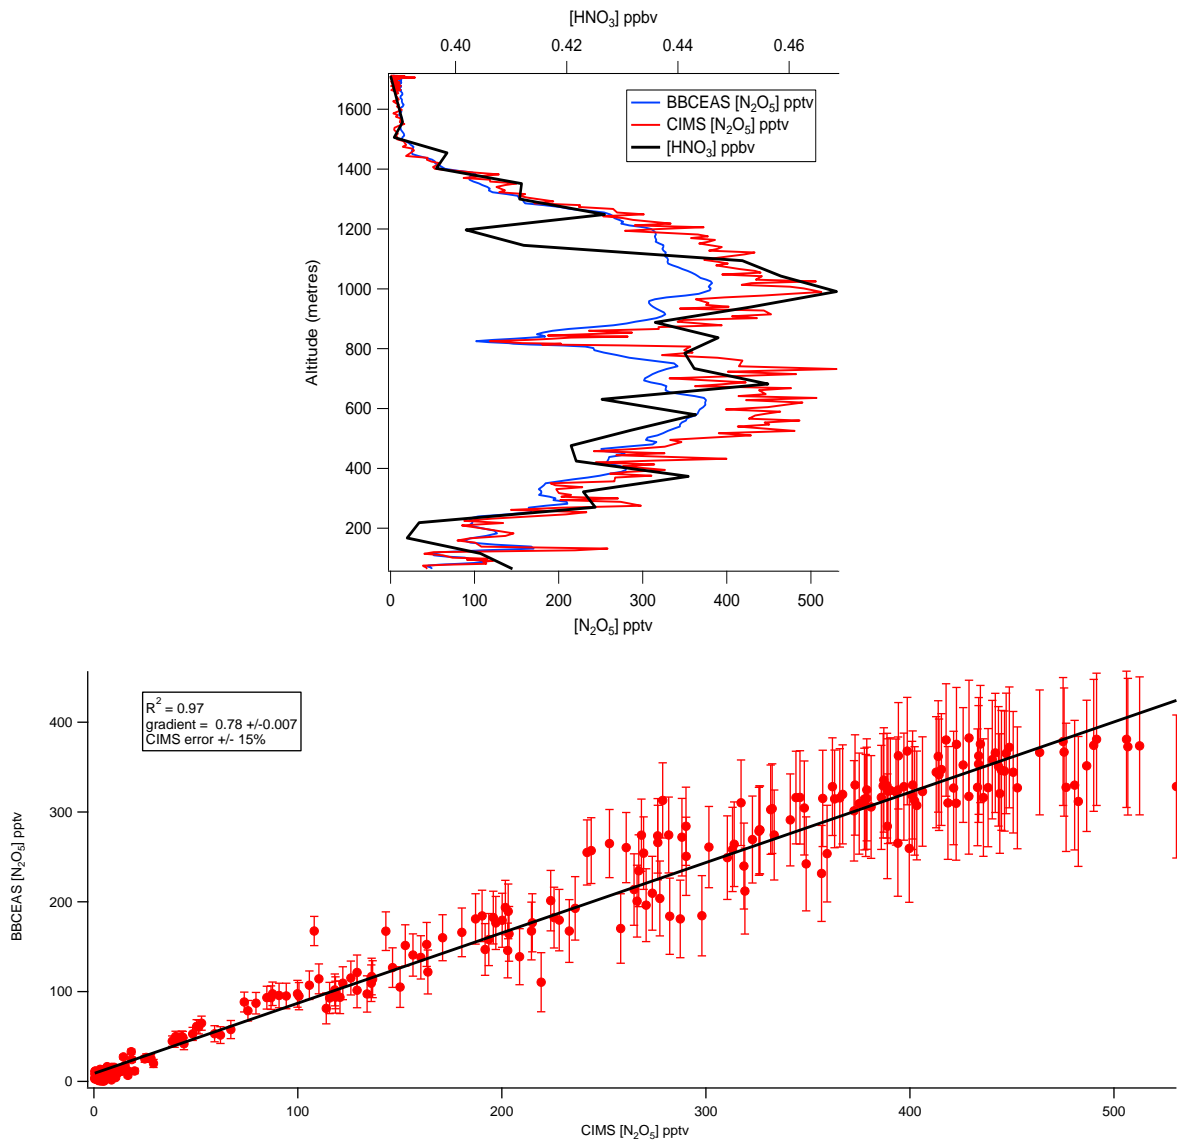 [HNO₃] ppbv
0.40 0.42 0.44 0.46
BBCEAS [N₂O₅] pptv
CIMS [N₂O₅] pptv
[HNO₃] ppbv
1600
1400
1200
1000
800
600
400
200
Altitude (metres)
0 100 200 300 400 500
[N₂O₅] pptv
R² = 0.97
gradient = 0.78 +/-0.007
CIMS error +/- 15%
400
300
200
100
0
BBCEAS [N₂O₅] pptv
0 100 200 300 400 500
CIMS [N₂O₅] pptv